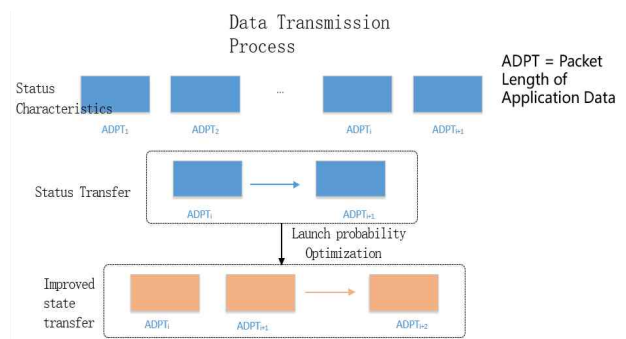 Data Transmission
Process
ADPT = Packet
Length of
Application Data
Status
Characteristics
...
ADPT₁
ADPT₂
ADPTᵢ
ADPTᵢ₊₁
Status Transfer
ADPTᵢ
ADPTᵢ₊₁
Launch probability
Optimization
Improved
state
transfer
ADPTᵢ
ADPTᵢ₊₁
ADPTᵢ₊₂